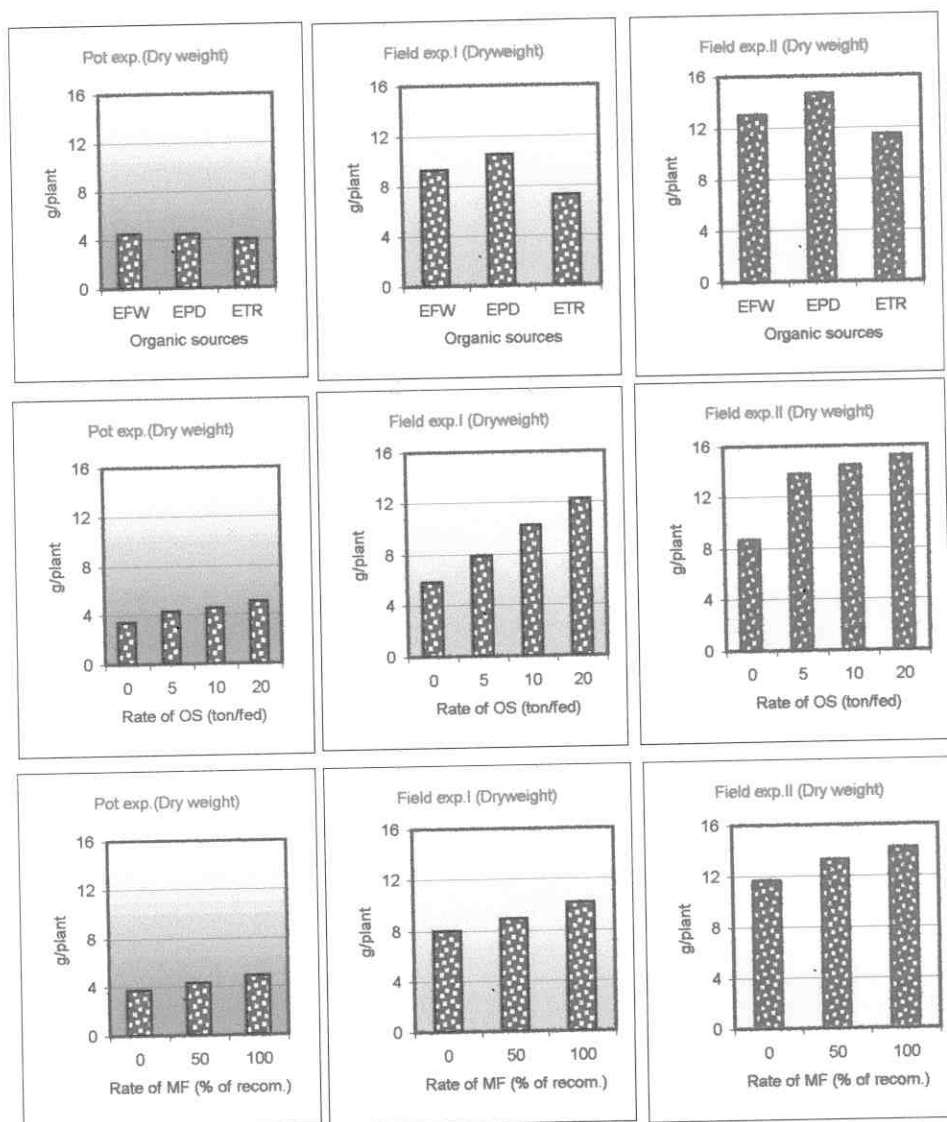 Pot exp.(Dry weight)
16
12
8
4
0
g/plant
EFW EPD ETR
Organic sources
Field exp.I (Dryweight)
16
12
8
4
0
g/plant
EFW EPD ETR
Organic sources
Field exp.II (Dry weight)
16
12
8
4
0
g/plant
EFW EPD ETR
Organic sources
Pot exp.(Dry weight)
16
12
8
4
0
g/plant
0 5 10 20
Rate of OS (ton/fed)
Field exp.I (Dryweight)
16
12
8
4
0
g/plant
0 5 10 20
Rate of OS (ton/fed)
Field exp.II (Dry weight)
16
12
8
4
0
g/plant
0 5 10 20
Rate of OS (ton/fed)
Pot exp.(Dry weight)
16
12
8
4
0
g/plant
0 50 100
Rate of MF (% of recom.)
Field exp.I (Dryweight)
16
12
8
4
0
g/plant
0 50 100
Rate of MF (% of recom.)
Field exp.II (Dry weight)
16
12
8
4
0
g/plant
0 50 100
Rate of MF (% of recom.)